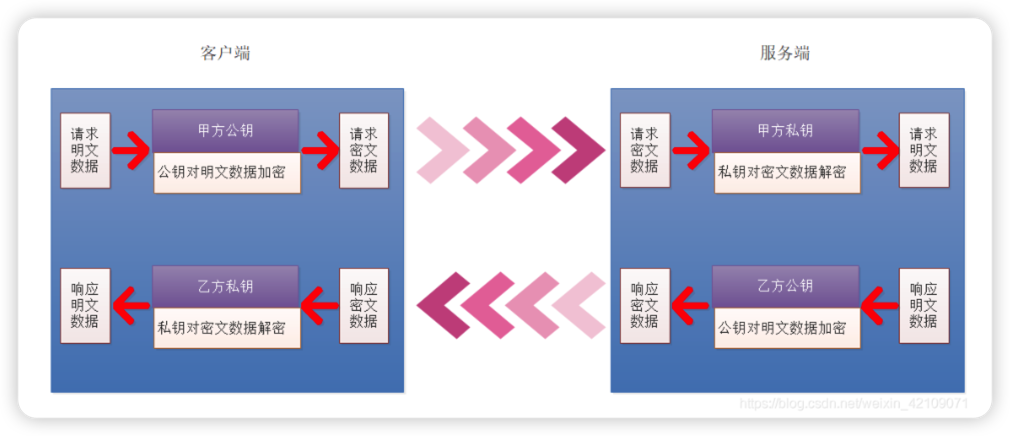 客户端
服务端
请求
明文
数据
甲方公钥
公钥对明文数据加密
请求
密文
数据
请求
密文
数据
甲方私钥
私钥对密文数据解密
请求
明文
数据
响应
明文
数据
乙方私钥
私钥对密文数据解密
响应
密文
数据
响应
密文
数据
乙方公钥
公钥对明文数据加密
响应
明文
数据
https://blog.csdn.net/weixin_42109071